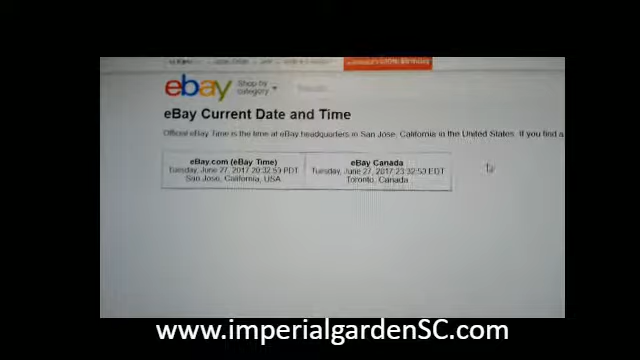 ebay
Shop by
category
eBay Current Date and Time
Official eBay Time is the time at eBay headquarters in San Jose, California in the United States. If you find a
eBay.com (eBay Time)
Tuesday, June 27, 2017 20:32:53 PDT
San Jose, California, USA
eBay Canada
Tuesday, June 27, 2017 23:32:53 EDT
Toronto, Canada
www.imperialgardenSC.com